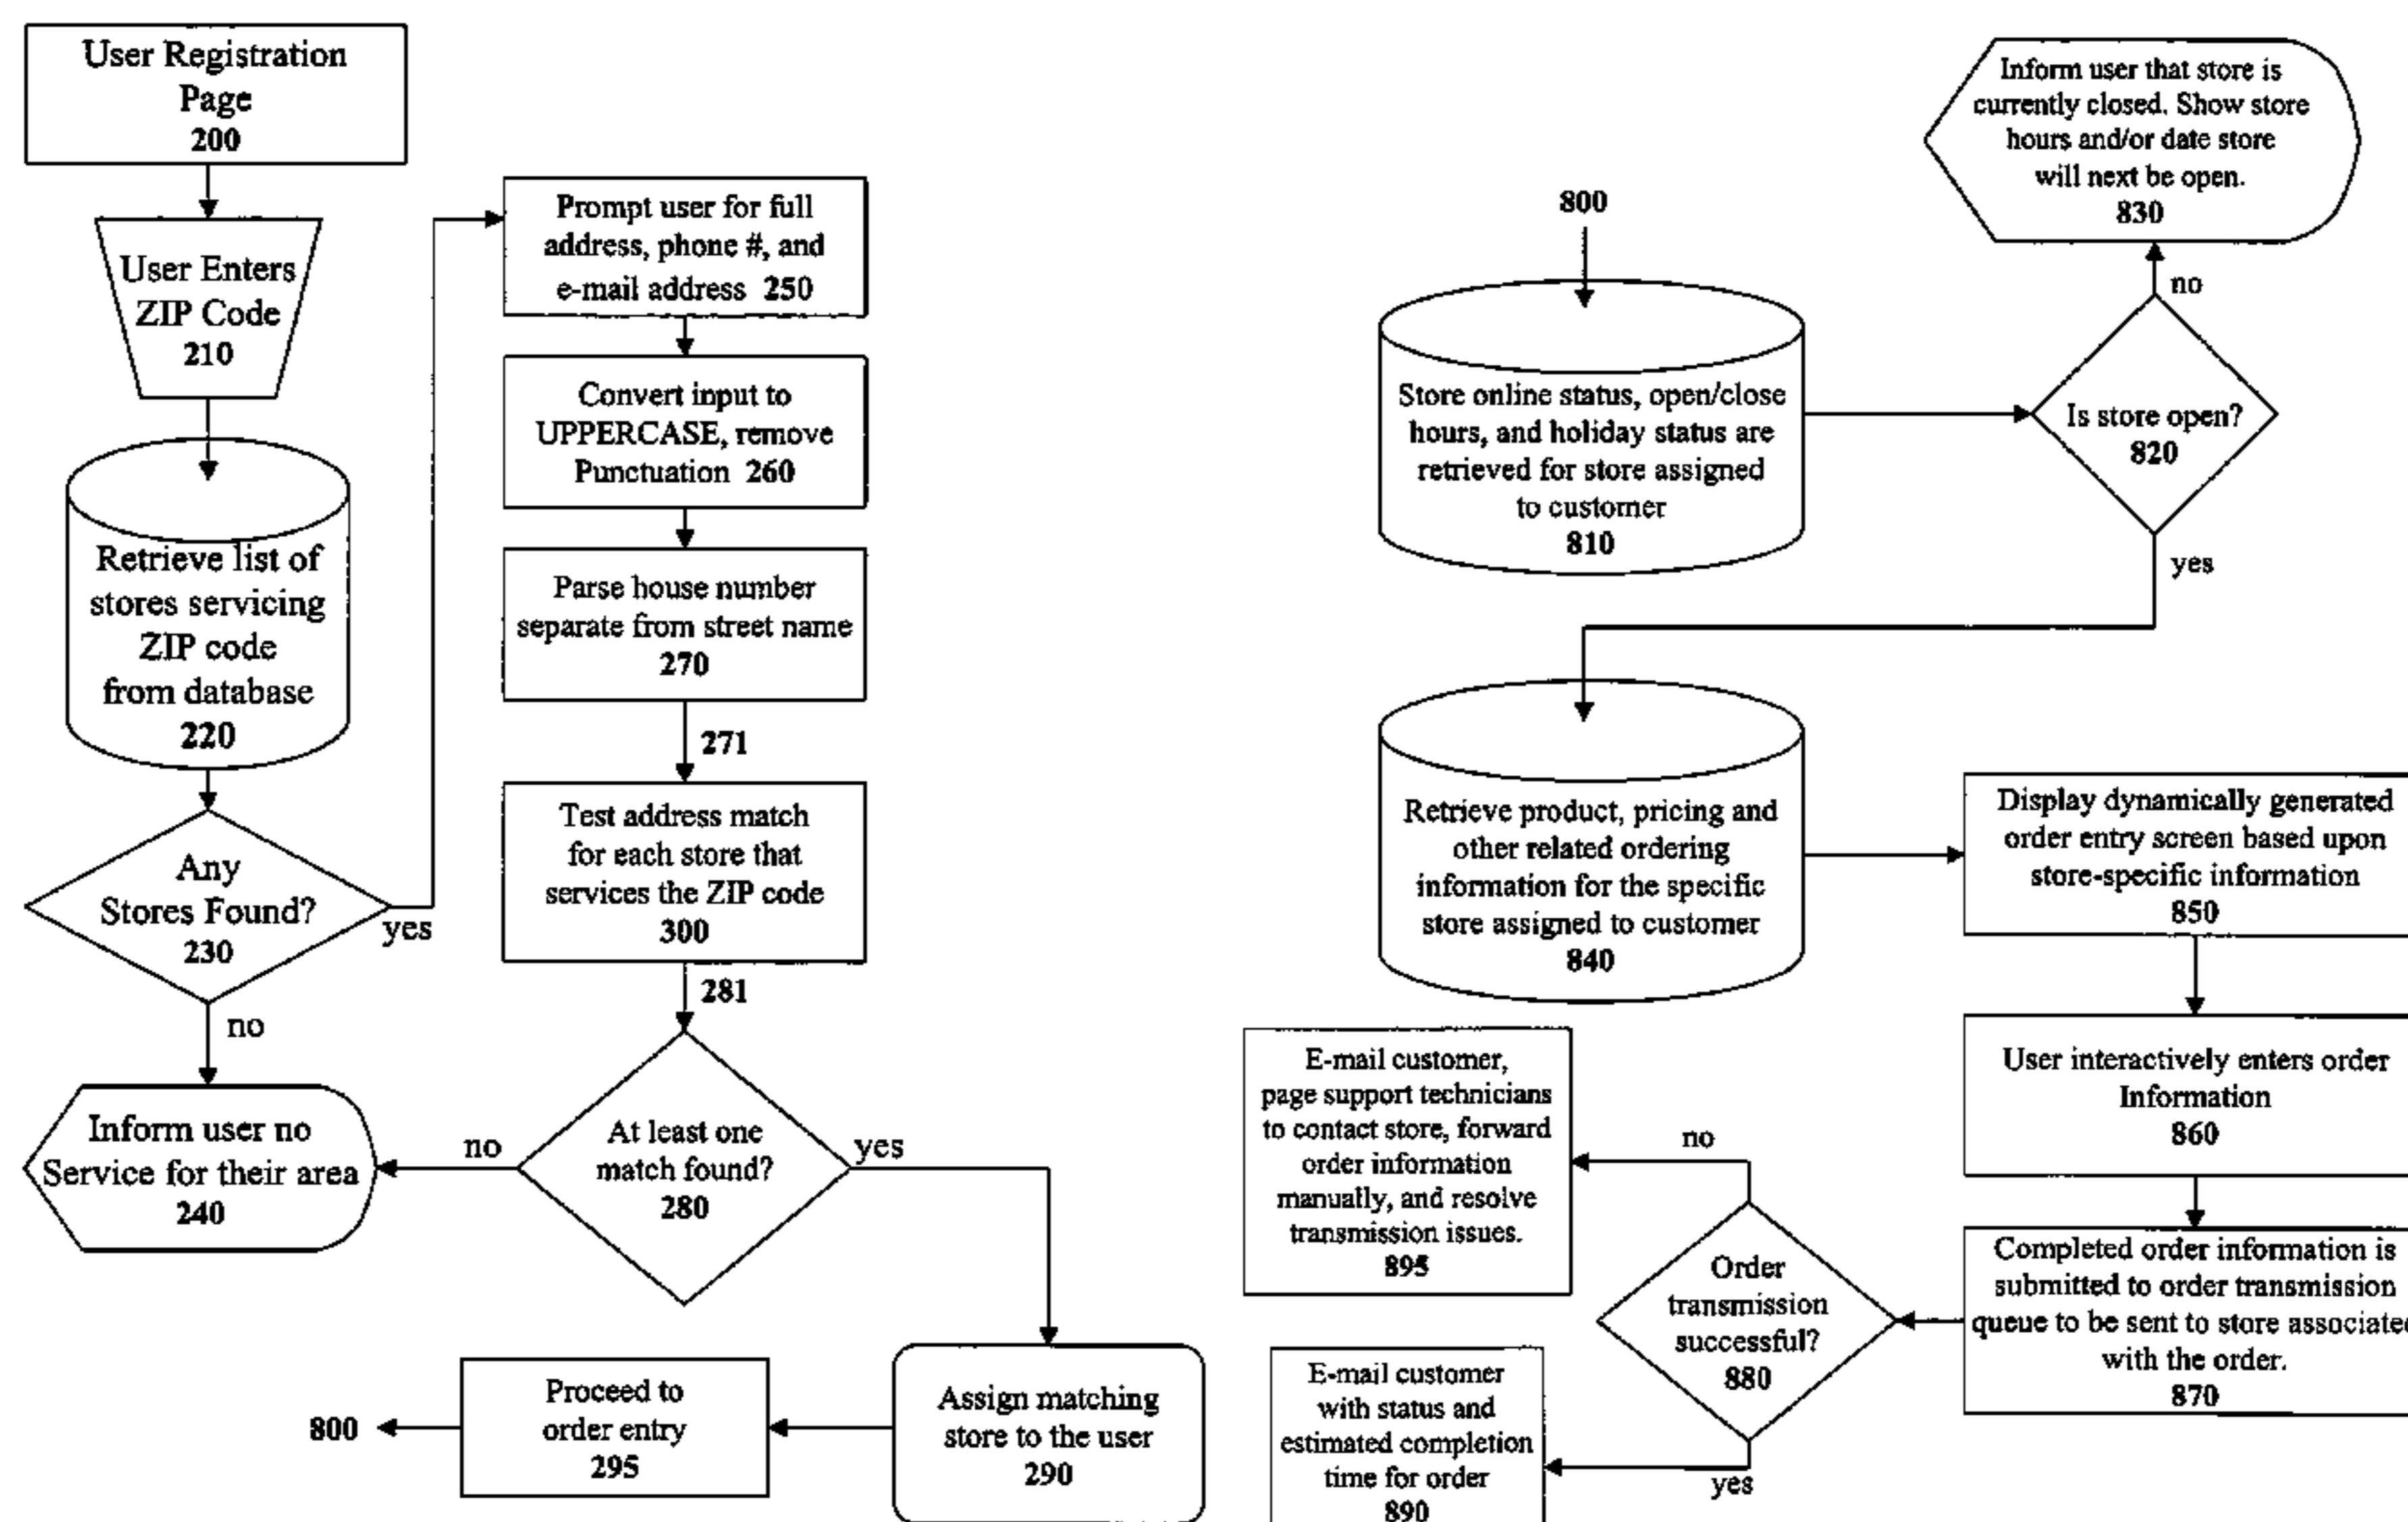 User Registration
Page
200
User Enters
ZIP Code
210
Retrieve list of
stores servicing
ZIP code
from database
220
Any
Stores Found?
230
yes
no
Inform user no
Service for their area
240
Prompt user for full
address, phone #, and
e-mail address 250
Convert input to
UPPERCASE, remove
Punctuation 260
Parse house number
separate from street name
270
271
Test address match
for each store that
services the ZIP code
300
281
At least one
match found?
280
no
yes
Assign matching
store to the user
290
Proceed to
order entry
295
800
800
Store online status, open/close
hours, and holiday status are
retrieved for store assigned
to customer
810
Is store open?
820
no
Inform user that store is
currently closed. Show store
hours and/or date store
will next be open.
830
yes
Retrieve product, pricing and
other related ordering
information for the specific
store assigned to customer
840
Display dynamically generated
order entry screen based upon
store-specific information
850
User interactively enters order
Information
860
Completed order information is
submitted to order transmission
queue to be sent to store associated
with the order.
870
Order
transmission
successful?
880
no
E-mail customer,
page support technicians
to contact store, forward
order information
manually, and resolve
transmission issues.
895
yes
E-mail customer
with status and
estimated completion
time for order
890